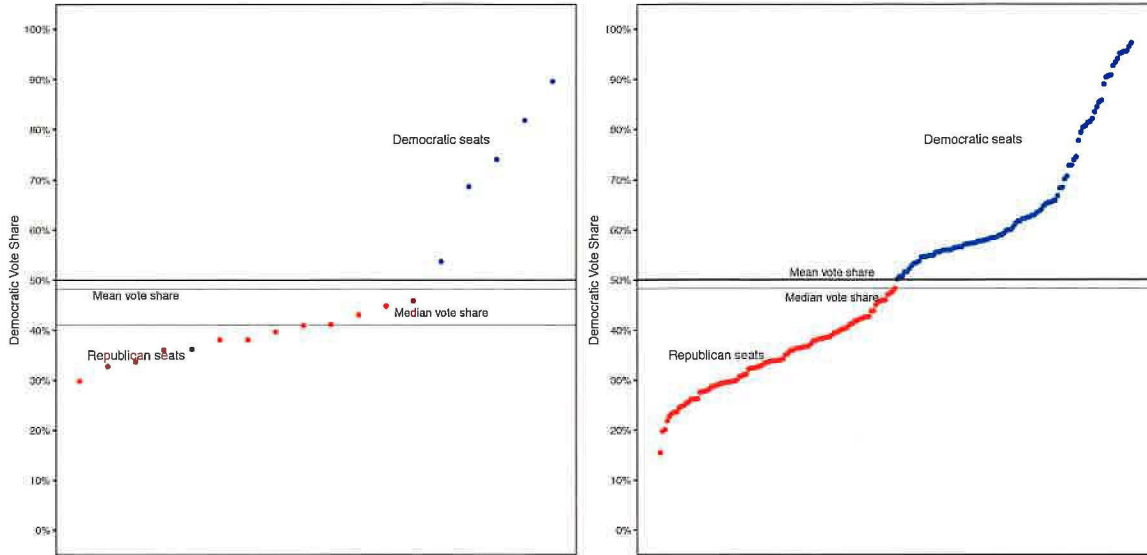 Democratic Vote Share
100%
90%
80%
70%
60%
50%
40%
30%
20%
10%
0%
Democratic seats
Mean vote share
Median vote share
Republican seats
Democratic Vote Share
100%
90%
80%
70%
60%
50%
40%
30%
20%
10%
0%
Democratic seats
Mean vote share
Median vote share
Republican seats